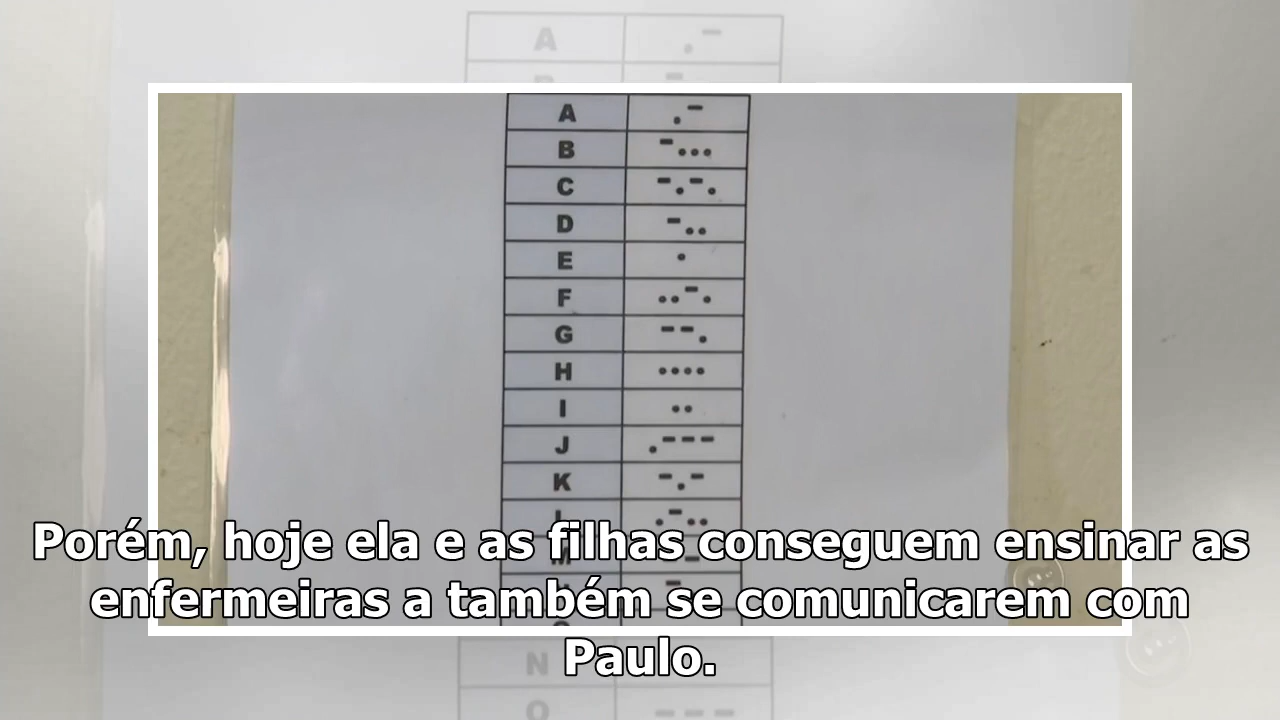 A .-
A .-
B -...
C -.-.
D -..
E .
F ..-.
G --.
H ....
I ..
J .---
K -.-
L .-..
Porém, hoje ela e as filhas conseguem ensinar as
M --
enfermeiras a também se comunicarem com
Paulo.
N
O ---